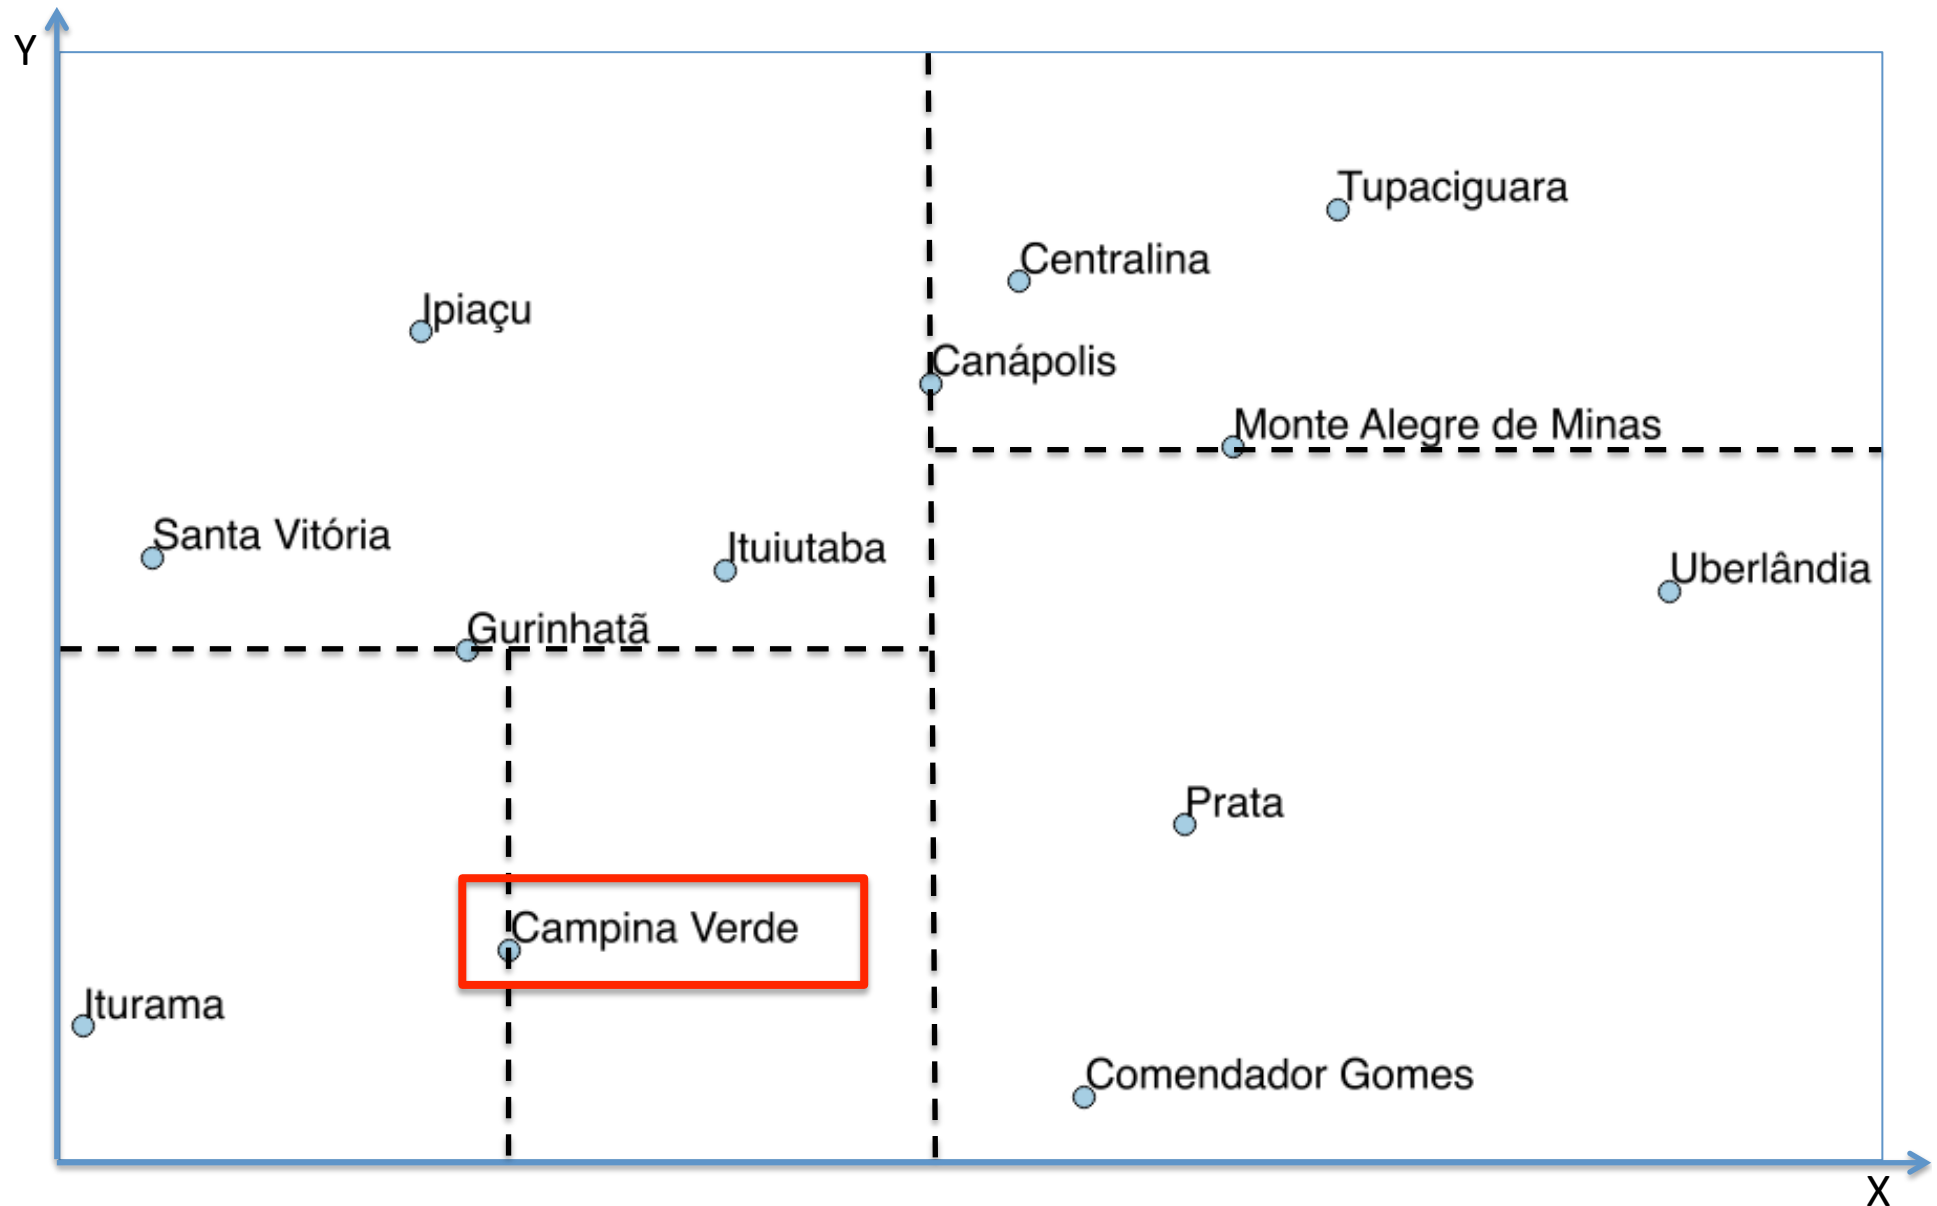 Y
Tupaciguara
Centralina
Ipiaçu
Canápolis
Monte Alegre de Minas
Santa Vitória
Ituiutaba
Uberlândia
Gurinhatã
Prata
Campina Verde
Iturama
Comendador Gomes
X